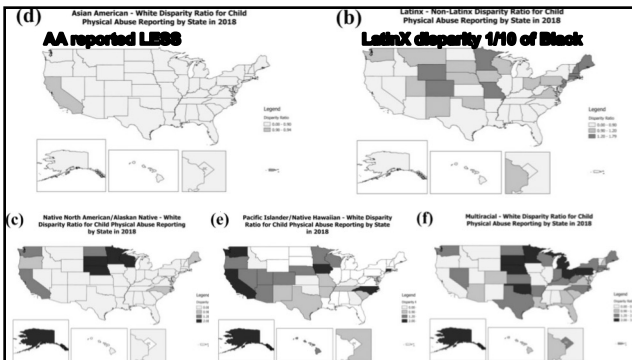 (d)
Asian American - White Disparity Ratio for Child
Physical Abuse Reporting by State in 2018
AA reported LESS
Legend
Disparity Ratio
(b)
Latinx - Non-Latinx Disparity Ratio for Child
Physical Abuse Reporting by State in 2018
LatinX disparity 1/10 of Black
Legend
Disparity Ratio
(c)
Native North American/Alaskan Native - White
Disparity Ratio for Child Physical Abuse Reporting
by State in 2018
Legend
(e)
Pacific Islander/Native Hawaiian - White Disparity
Ratio for Child Physical Abuse Reporting by State
in 2018
Legend
(f)
Multiracial - White Disparity Ratio for Child
Physical Abuse Reporting by State in 2018
Legend